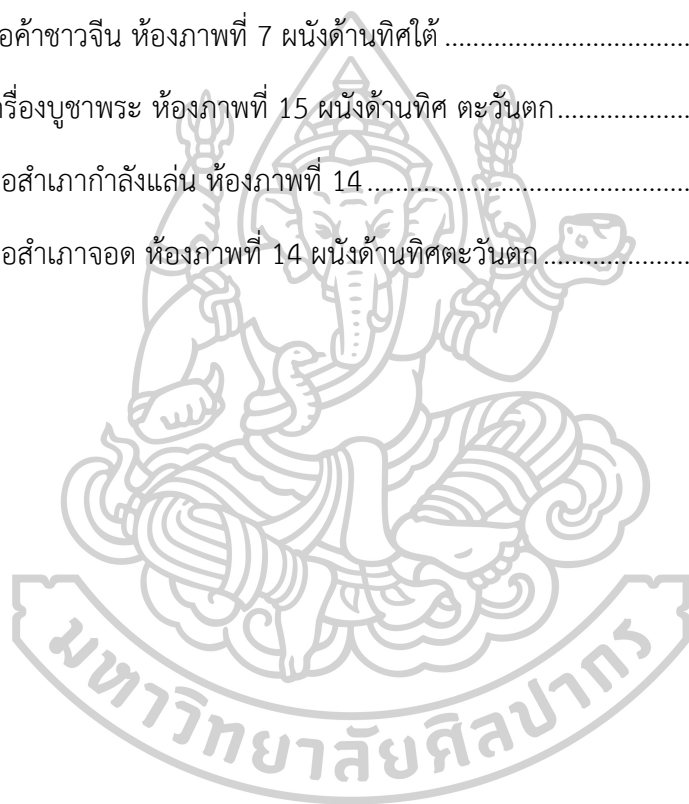 อค้าชาวจีน ห้องภาพที่ 7 ผนังด้านทิศใต้ ....................................
รื่องบูชาพระ ห้องภาพที่ 15 ผนังด้านทิศ ตะวันตก....................
อสำเภากำลังแล่น ห้องภาพที่ 14 ................................................
อสำเภาจอด ห้องภาพที่ 14 ผนังด้านทิศตะวันตก ......................
มหาวิทยาลัยศิลปากร